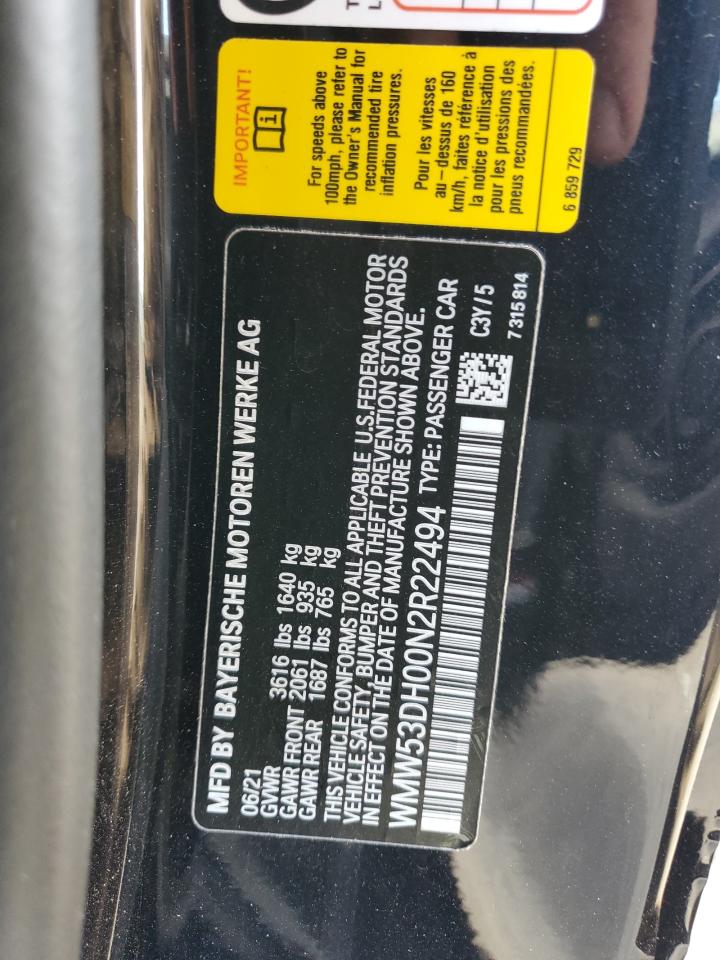 IMPORTANT!
For speeds above
100mph, please refer to
the Owner's Manual for
recommended tire
inflation pressures.
Pour les vitesses
au-dessus de 160
km/h, faites référence à
la notice d'utilisation
pour les pressions des
pneus recommandées.
6 859 729
MFD BY BAYERISCHE MOTOREN WERKE AG
06/21
GVWR 3616 lbs 1640 kg
GAWR FRONT 2061 lbs 935 kg
GAWR REAR 1687 lbs 765 kg
THIS VEHICLE CONFORMS TO ALL APPLICABLE U.S.FEDERAL MOTOR
VEHICLE SAFETY, BUMPER AND THEFT PREVENTION STANDARDS
IN EFFECT ON THE DATE OF MANUFACTURE SHOWN ABOVE.
WMW53DH00N2R22494 TYPE: PASSENGER CAR
C3Y/5
7 315 814